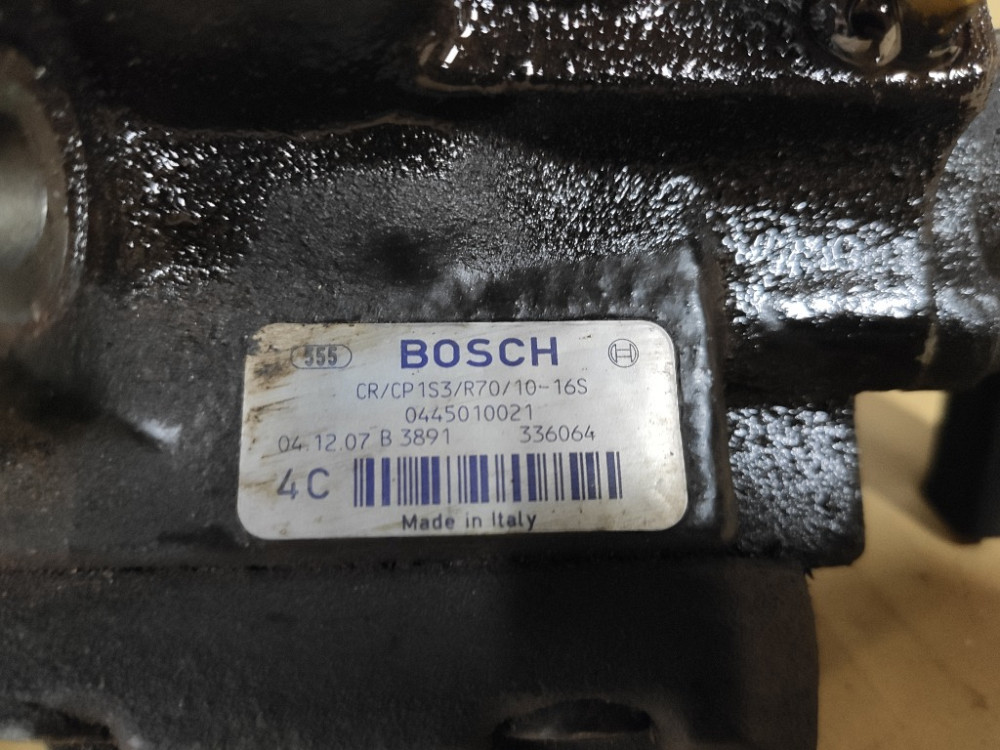 555 BOSCH
CR/CP1S3/R70/10-16S
0445010021
04.12.07 B 3891 336064
4C
Made in Italy